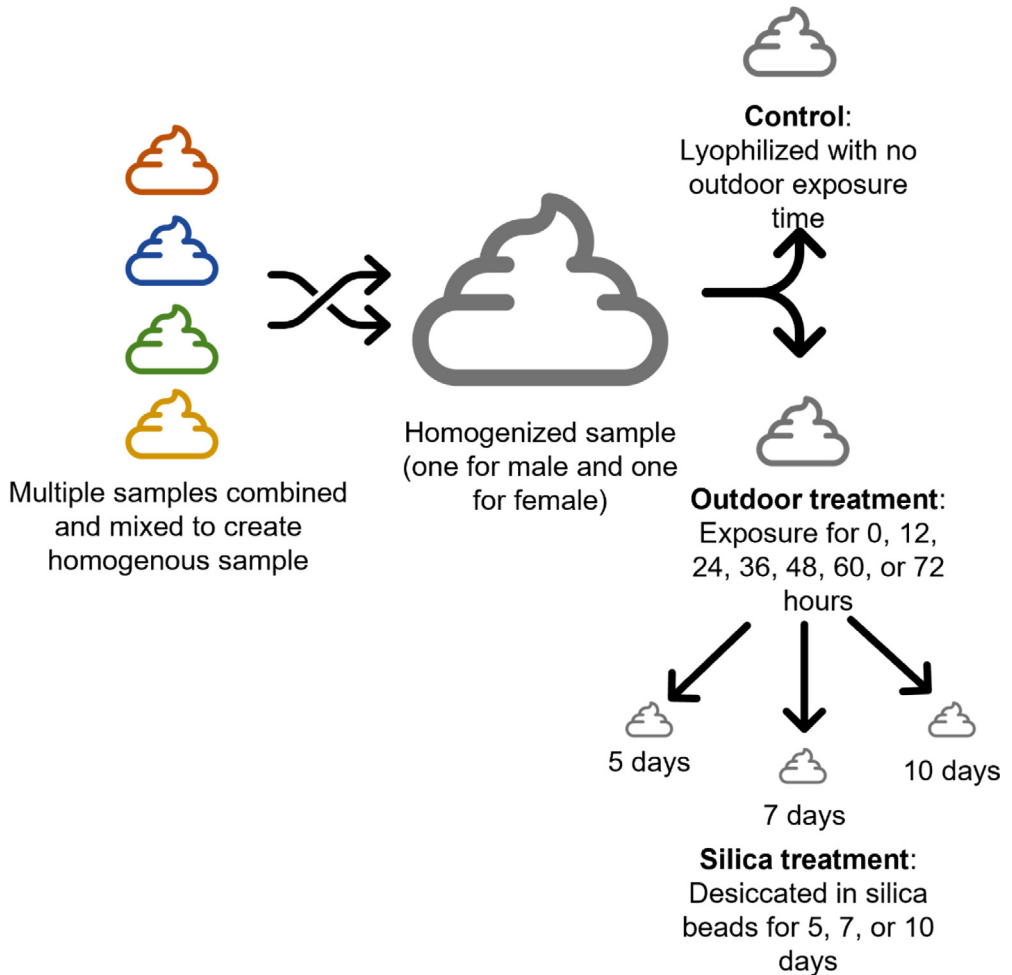 Multiple samples combined
and mixed to create
homogenous sample
Homogenized sample
(one for male and one
for female)
Control:
Lyophilized with no
outdoor exposure
time
Outdoor treatment:
Exposure for 0, 12,
24, 36, 48, 60, or 72
hours
5 days
7 days
10 days
Silica treatment:
Desiccated in silica
beads for 5, 7, or 10
days